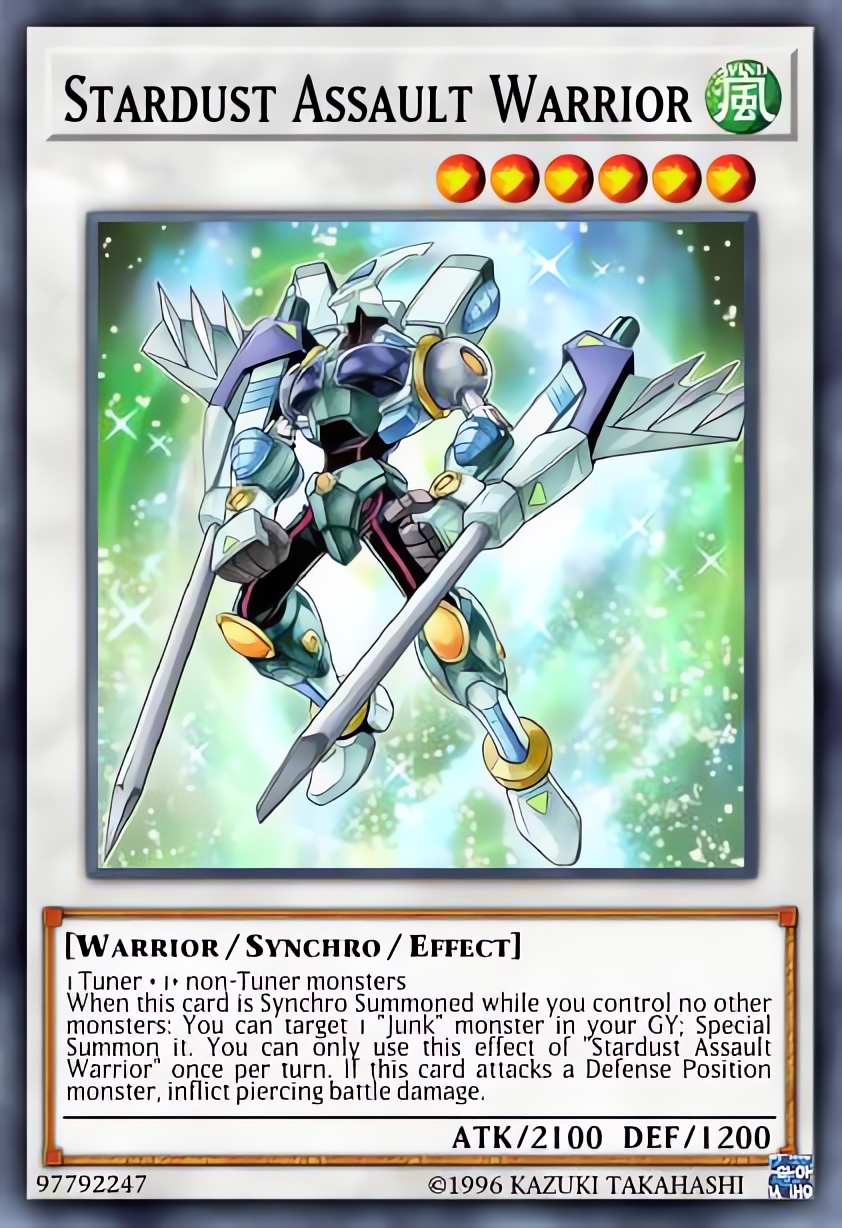 STARDUST ASSAULT WARRIOR
嵐
[WARRIOR / SYNCHRO / EFFECT]
1 Tuner + 1+ non-Tuner monsters
When this card is Synchro Summoned while you control no other
monsters: You can target 1 "Junk" monster in your GY; Special
Summon it. You can only use this effect of "Stardust Assault
Warrior" once per turn. If this card attacks a Defense Position
monster, inflict piercing battle damage.
ATK/2100 DEF/1200
97792247
©1996 KAZUKI TAKAHASHI